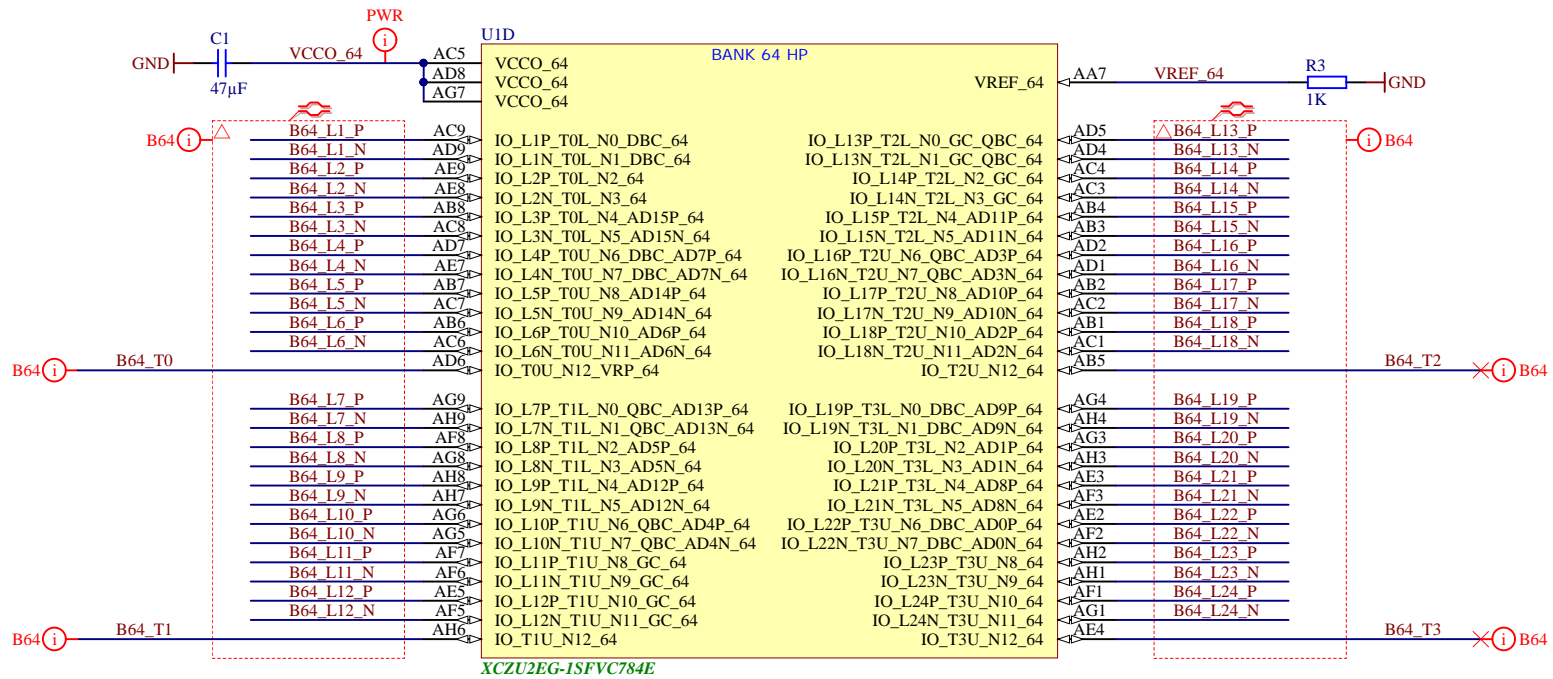 PWR
U1D
C1
GND VCCO_64 AC5 VCCO_64 BANK 64 HP
47µF
AD8 VCCO_64 VREF_64 AA7 VREF_64 R3 GND
1K
AG7 VCCO_64
B64 i B64_L1_P AC9 IO_L1P_T0L_N0_DBC_64 IO_L13P_T2L_N0_GC_QBC_64 AD5 B64_L13_P i B64
B64_L1_N AD9 IO_L1N_T0L_N1_DBC_64 IO_L13N_T2L_N1_GC_QBC_64 AD4 B64_L13_N
B64_L2_P AE9 IO_L2P_T0L_N2_64 IO_L14P_T2L_N2_GC_64 AC4 B64_L14_P
B64_L2_N AE8 IO_L2N_T0L_N3_64 IO_L14N_T2L_N3_GC_64 AC3 B64_L14_N
B64_L3_P AB8 IO_L3P_T0L_N4_AD15P_64 IO_L15P_T2L_N4_AD11P_64 AB4 B64_L15_P
B64_L3_N AC8 IO_L3N_T0L_N5_AD15N_64 IO_L15N_T2L_N5_AD11N_64 AB3 B64_L15_N
B64_L4_P AD7 IO_L4P_T0U_N6_DBC_AD7P_64 IO_L16P_T2U_N6_QBC_AD3P_64 AD2 B64_L16_P
B64_L4_N AE7 IO_L4N_T0U_N7_DBC_AD7N_64 IO_L16N_T2U_N7_QBC_AD3N_64 AD1 B64_L16_N
B64_L5_P AB7 IO_L5P_T0U_N8_AD14P_64 IO_L17P_T2U_N8_AD10P_64 AB2 B64_L17_P
B64_L5_N AC7 IO_L5N_T0U_N9_AD14N_64 IO_L17N_T2U_N9_AD10N_64 AC2 B64_L17_N
B64_L6_P AB6 IO_L6P_T0U_N10_AD6P_64 IO_L18P_T2U_N10_AD2P_64 AB1 B64_L18_P
B64_L6_N AC6 IO_L6N_T0U_N11_AD6N_64 IO_L18N_T2U_N11_AD2N_64 AC1 B64_L18_N
B64 i B64_T0 AD6 IO_T0U_N12_VRP_64 IO_T2U_N12_64 AB5 B64_T2 i B64
B64_L7_P AG9 IO_L7P_T1L_N0_QBC_AD13P_64 IO_L19P_T3L_N0_DBC_AD9P_64 AG4 B64_L19_P
B64_L7_N AH9 IO_L7N_T1L_N1_QBC_AD13N_64 IO_L19N_T3L_N1_DBC_AD9N_64 AH4 B64_L19_N
B64_L8_P AF8 IO_L8P_T1L_N2_AD5P_64 IO_L20P_T3L_N2_AD1P_64 AG3 B64_L20_P
B64_L8_N AG8 IO_L8N_T1L_N3_AD5N_64 IO_L20N_T3L_N3_AD1N_64 AH3 B64_L20_N
B64_L9_P AH8 IO_L9P_T1L_N4_AD12P_64 IO_L21P_T3L_N4_AD8P_64 AE3 B64_L21_P
B64_L9_N AH7 IO_L9N_T1L_N5_AD12N_64 IO_L21N_T3L_N5_AD8N_64 AF3 B64_L21_N
B64_L10_P AG6 IO_L10P_T1U_N6_QBC_AD4P_64 IO_L22P_T3U_N6_DBC_AD0P_64 AE2 B64_L22_P
B64_L10_N AG5 IO_L10N_T1U_N7_QBC_AD4N_64 IO_L22N_T3U_N7_DBC_AD0N_64 AF2 B64_L22_N
B64_L11_P AF7 IO_L11P_T1U_N8_GC_64 IO_L23P_T3U_N8_64 AH2 B64_L23_P
B64_L11_N AF6 IO_L11N_T1U_N9_GC_64 IO_L23N_T3U_N9_64 AH1 B64_L23_N
B64_L12_P AE5 IO_L12P_T1U_N10_GC_64 IO_L24P_T3U_N10_64 AF1 B64_L24_P
B64_L12_N AF5 IO_L12N_T1U_N11_GC_64 IO_L24N_T3U_N11_64 AG1 B64_L24_N
B64 i B64_T1 AH6 IO_T1U_N12_64 IO_T3U_N12_64 AE4 B64_T3 i B64
XCZU2EG-1SFVC784E